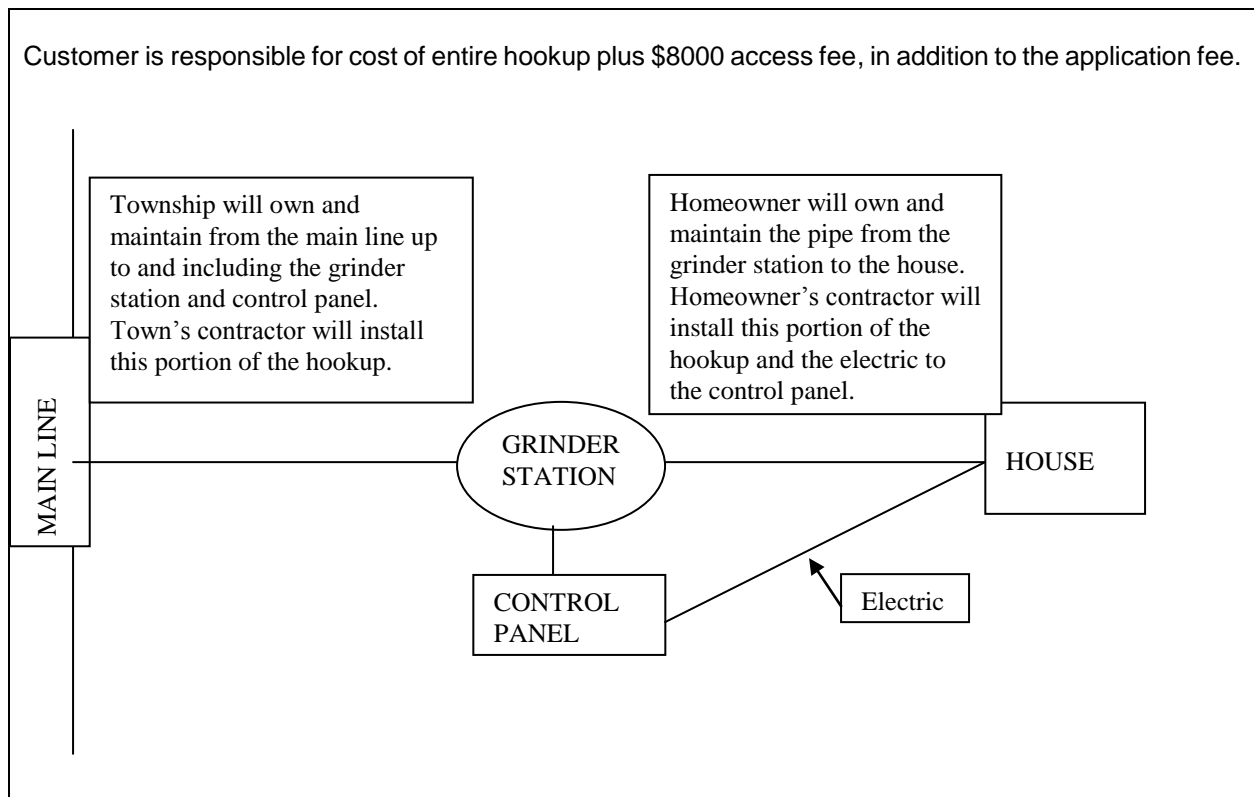 Customer is responsible for cost of entire hookup plus $8000 access fee, in addition to the application fee.
Township will own and
maintain from the main line up
to and including the grinder
station and control panel.
Town’s contractor will install
this portion of the hookup.
Homeowner will own and
maintain the pipe from the
grinder station to the house.
Homeowner’s contractor will
install this portion of the
hookup and the electric to
the control panel.
MAIN LINE
GRINDER
STATION
HOUSE
CONTROL
PANEL
Electric